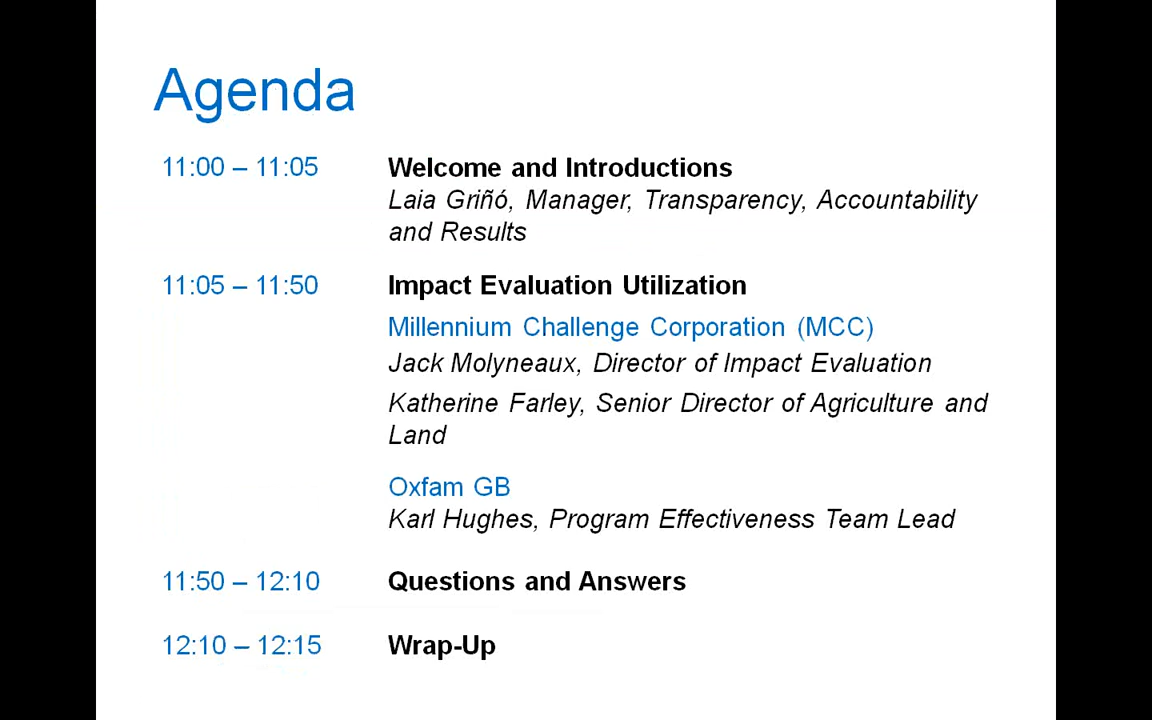 Agenda
11:00 – 11:05 Welcome and Introductions
Laia Griñó, Manager, Transparency, Accountability
and Results
11:05 – 11:50 Impact Evaluation Utilization
Millennium Challenge Corporation (MCC)
Jack Molyneaux, Director of Impact Evaluation
Katherine Farley, Senior Director of Agriculture and
Land
Oxfam GB
Karl Hughes, Program Effectiveness Team Lead
11:50 – 12:10 Questions and Answers
12:10 – 12:15 Wrap-Up